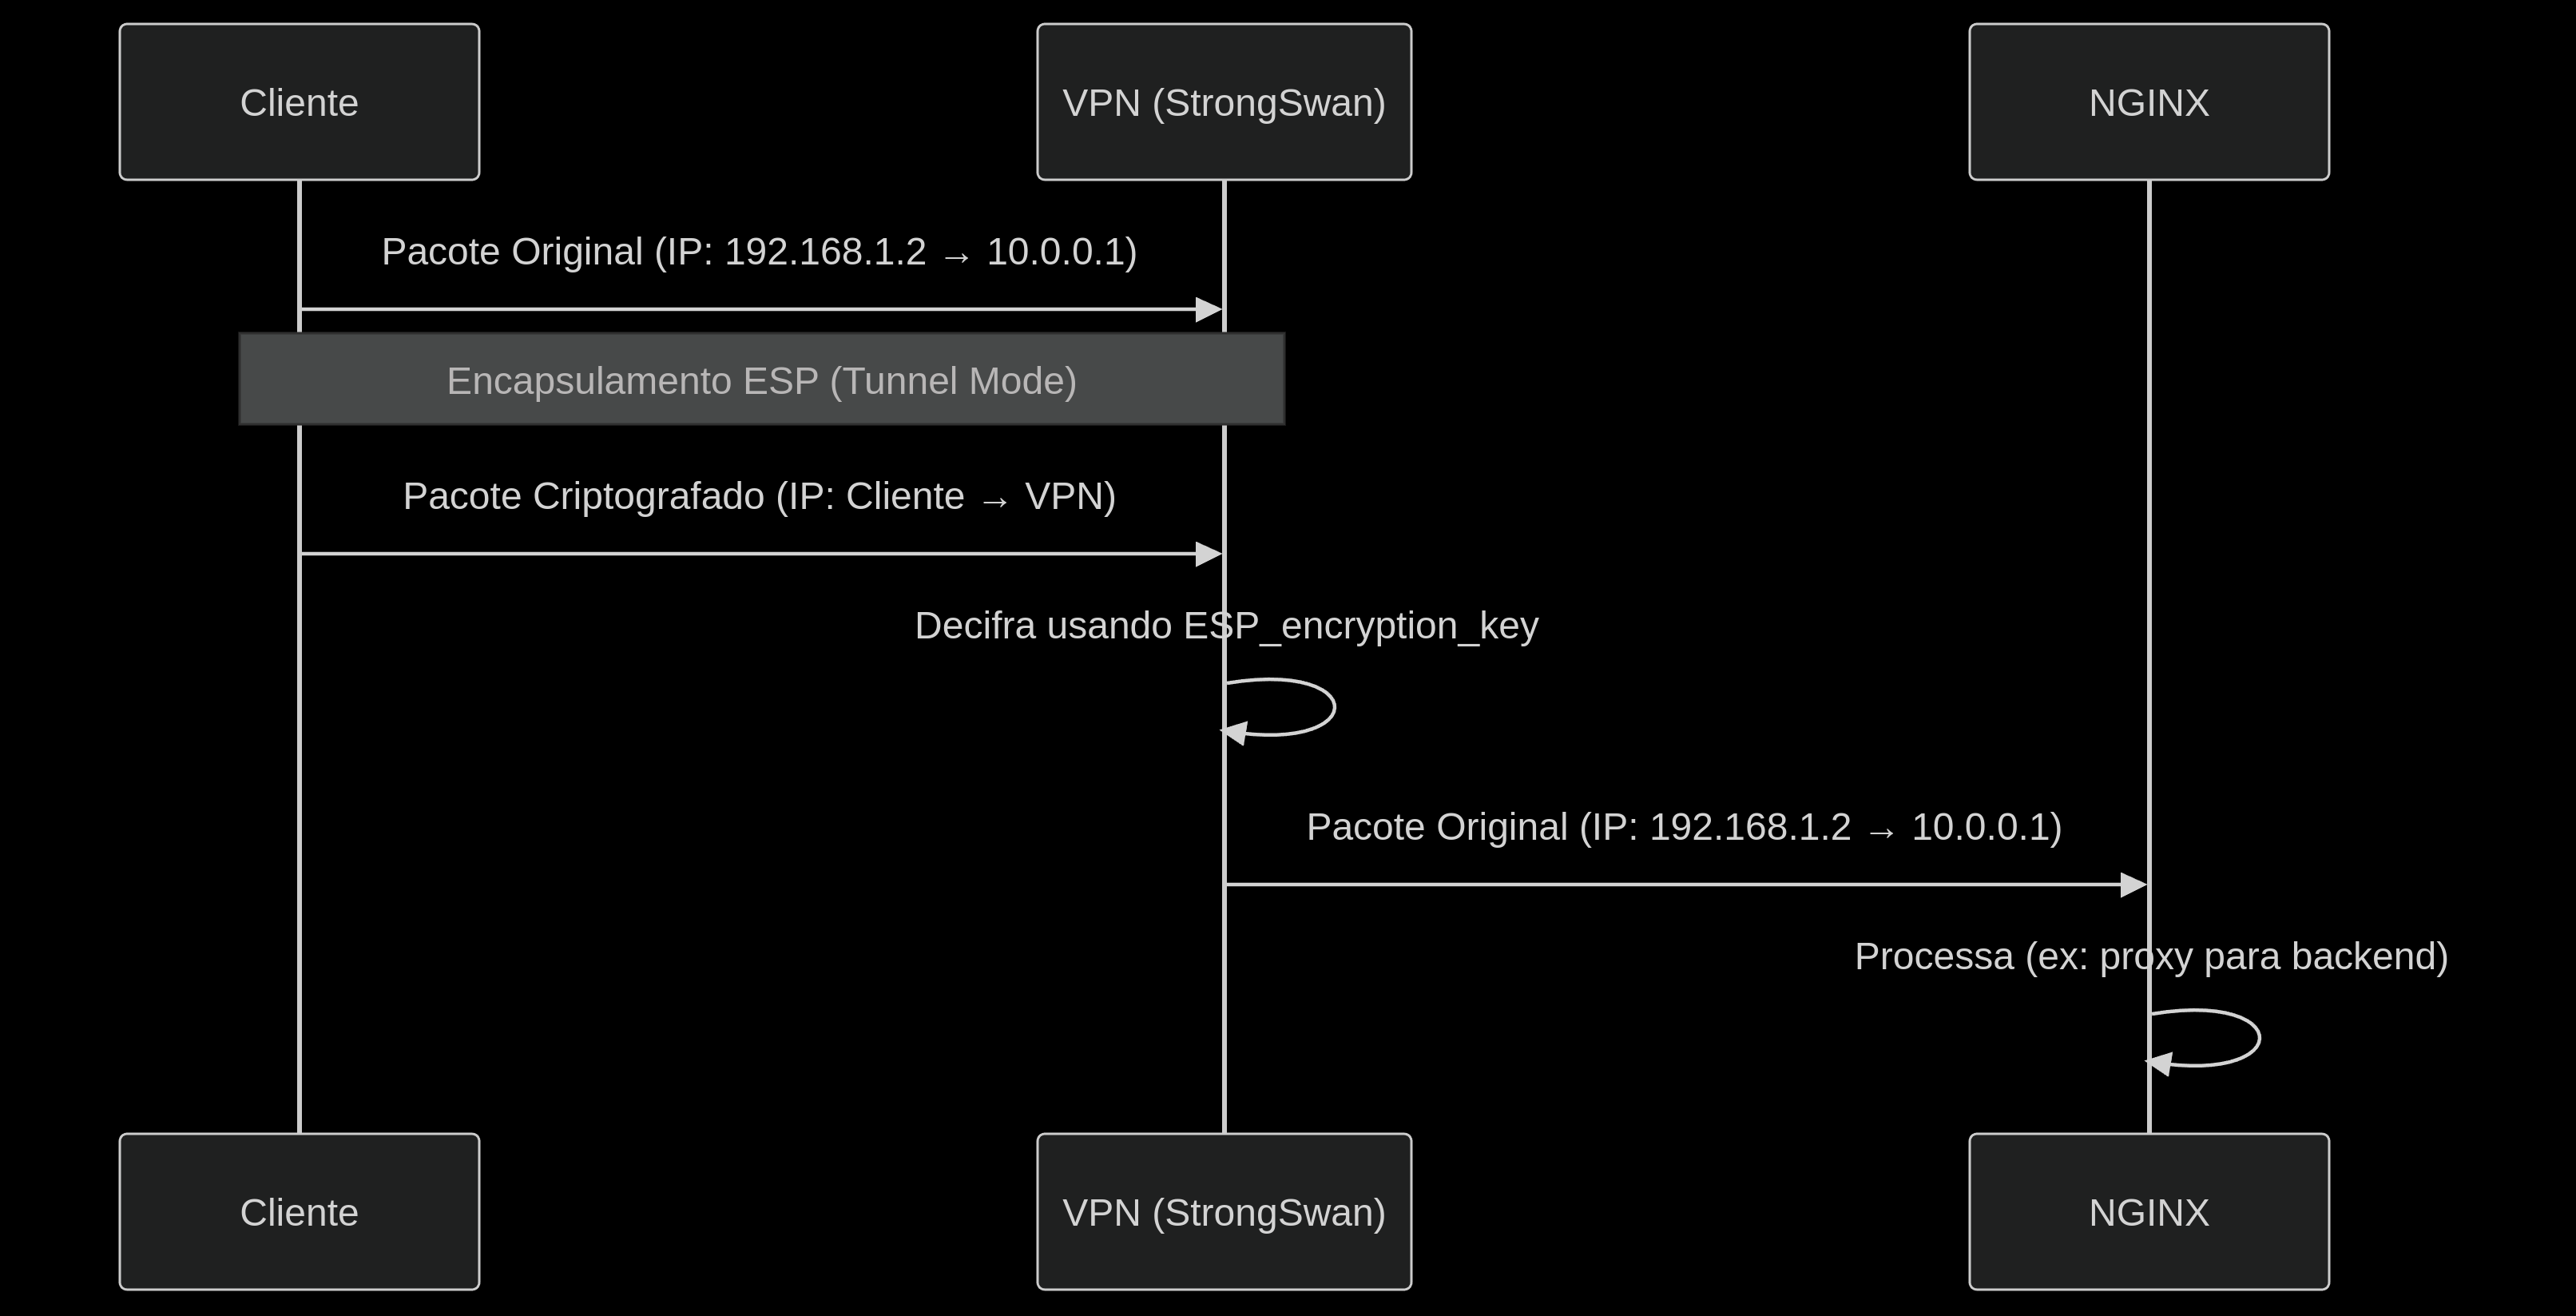 Cliente
VPN (StrongSwan)
NGINX
Pacote Original (IP: 192.168.1.2 → 10.0.0.1)
Encapsulamento ESP (Tunnel Mode)
Pacote Criptografado (IP: Cliente → VPN)
Decifra usando ESP_encryption_key
Pacote Original (IP: 192.168.1.2 → 10.0.0.1)
Processa (ex: proxy para backend)
Cliente
VPN (StrongSwan)
NGINX